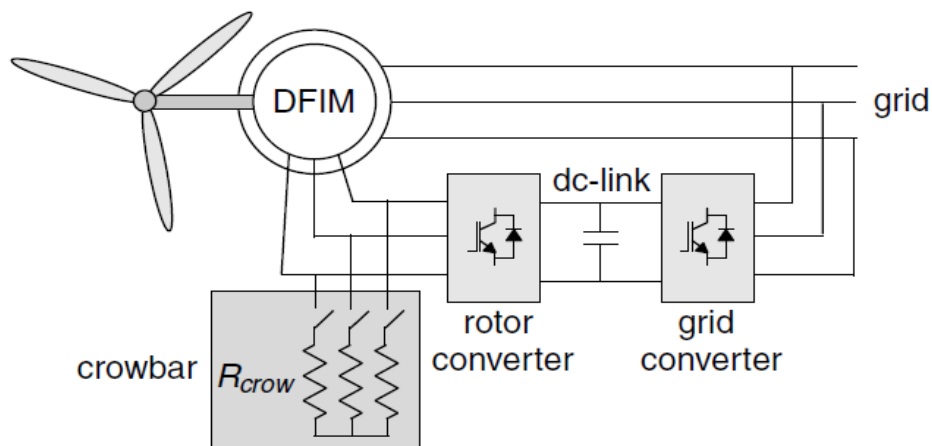 DFIM
grid
dc-link
rotor
converter
grid
converter
crowbar
R_crow